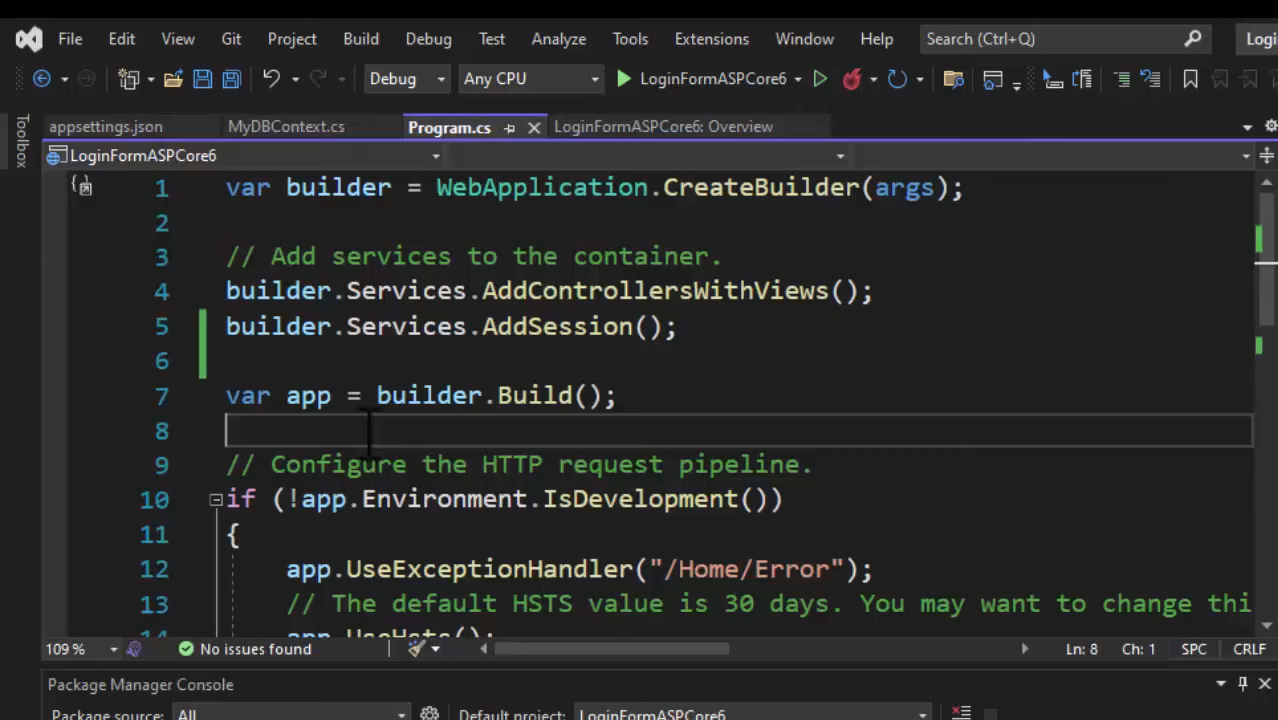 File Edit View Git Project Build Debug Test Analyze Tools Extensions Window Help Search (Ctrl+Q) Logi
Debug Any CPU LoginFormASPCore6
Toolbox
appsettings.json MyDBContext.cs Program.cs LoginFormASPCore6: Overview
LoginFormASPCore6
1 var builder = WebApplication.CreateBuilder(args);
2
3 // Add services to the container.
4 builder.Services.AddControllersWithViews();
5 builder.Services.AddSession();
6
7 var app = builder.Build();
8
9 // Configure the HTTP request pipeline.
10 if (!app.Environment.IsDevelopment())
11 {
12 app.UseExceptionHandler("/Home/Error");
13 // The default HSTS value is 30 days. You may want to change thi
14 app.UseHsts();
109 % No issues found Ln: 8 Ch: 1 SPC CRLF
Package Manager Console
Package source: All Default project: LoginFormASPCore6